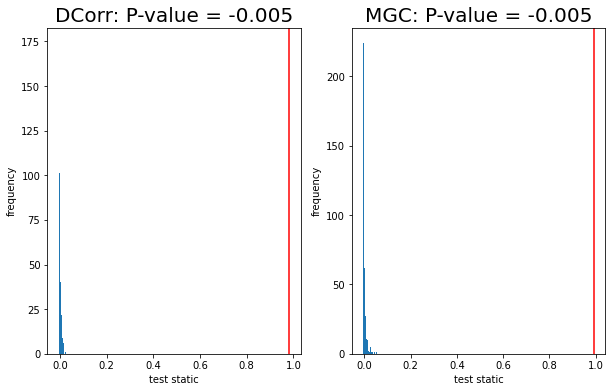 DCorr: P-value = -0.005
175
150
125
100
75
50
25
0
frequency
0.0 0.2 0.4 0.6 0.8 1.0
test static
MGC: P-value = -0.005
200
150
100
50
0
frequency
0.0 0.2 0.4 0.6 0.8 1.0
test static